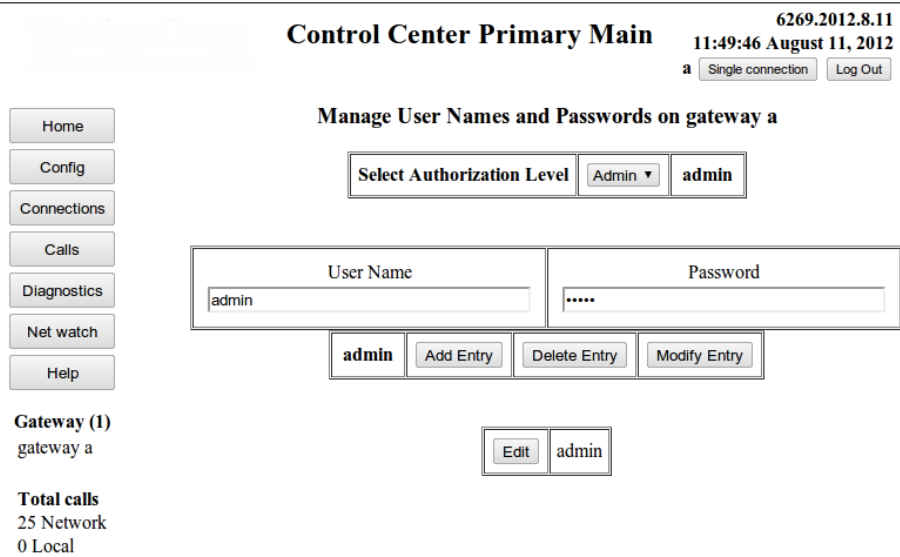 Control Center Primary Main
6269.2012.8.11
11:49:46 August 11, 2012
a Single connection Log Out
Home
Config
Connections
Calls
Diagnostics
Net watch
Help
Gateway (1)
gateway a
Total calls
25 Network
0 Local
Manage User Names and Passwords on gateway a
Select Authorization Level Admin ▼ admin
User Name Password
admin •••••
admin Add Entry Delete Entry Modify Entry
Edit admin